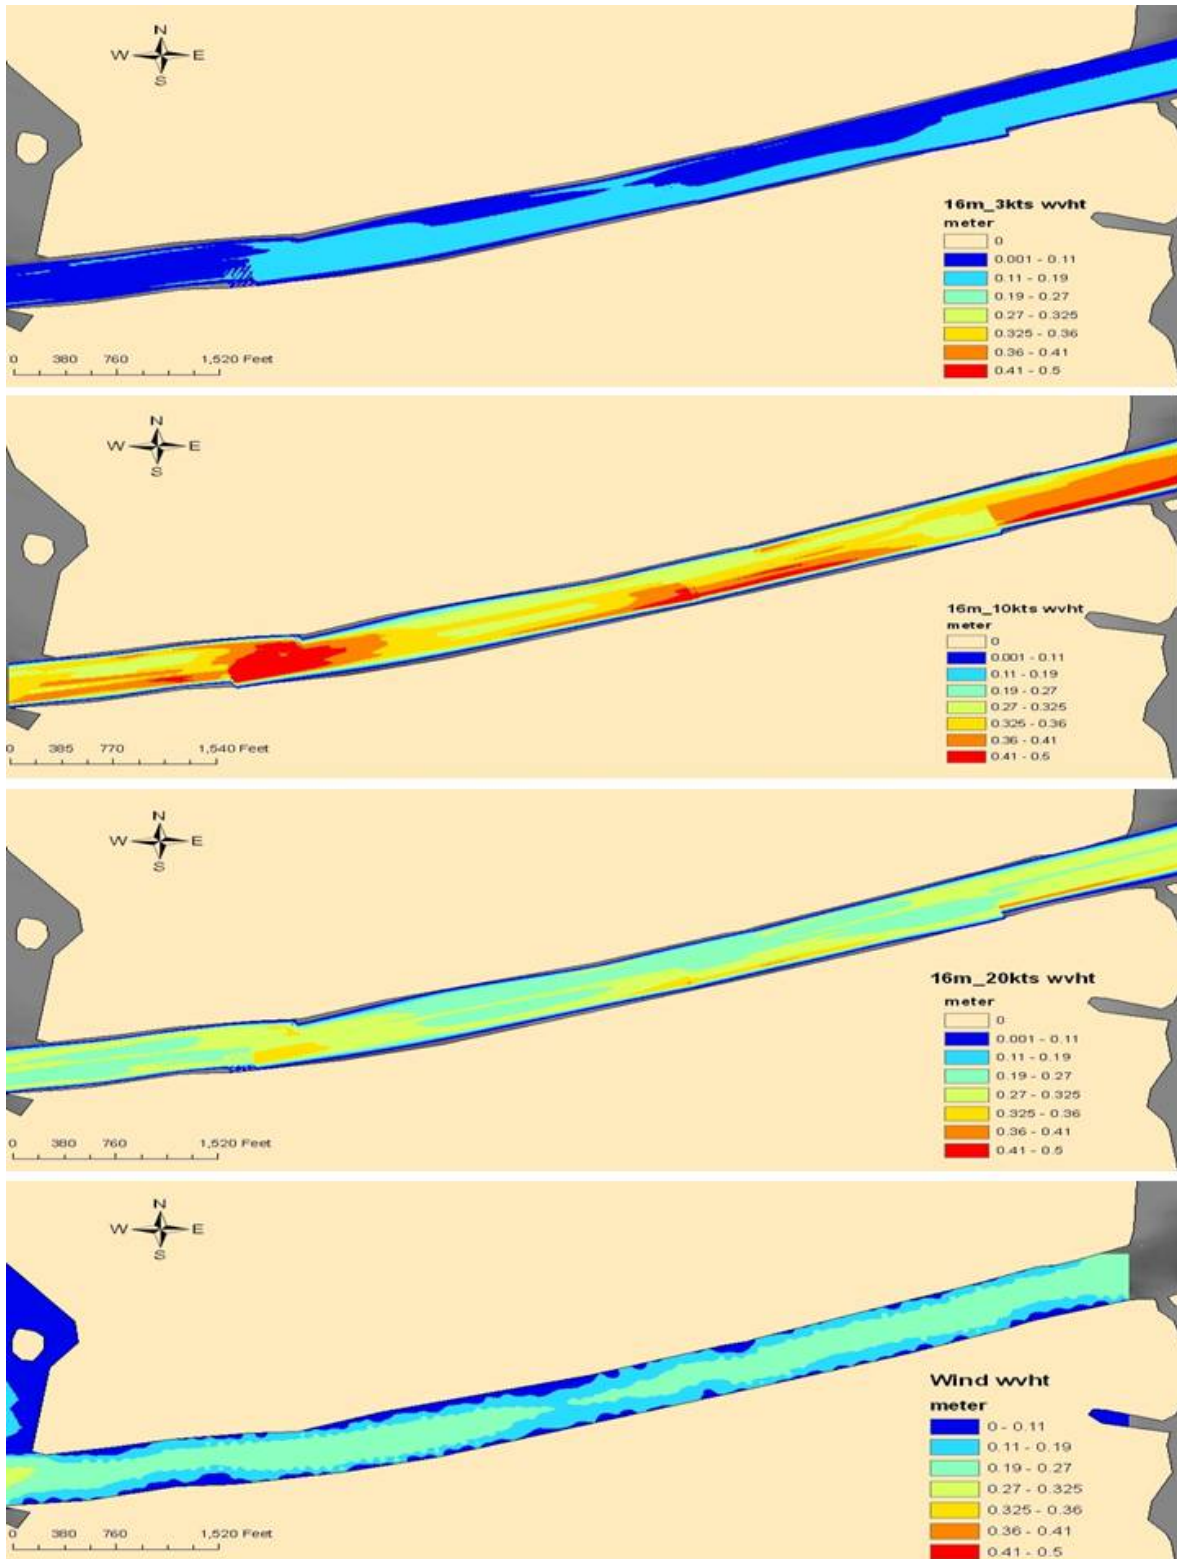 N
W E
S
16m_3kts wvht
meter
0
0.001 - 0.11
0.11 - 0.19
0.19 - 0.27
0.27 - 0.325
0.325 - 0.36
0.36 - 0.41
0.41 - 0.5
0 380 760 1,520 Feet
N
W E
S
16m_10kts wvht
meter
0
0.001 - 0.11
0.11 - 0.19
0.19 - 0.27
0.27 - 0.325
0.325 - 0.36
0.36 - 0.41
0.41 - 0.5
0 385 770 1,540 Feet
N
W E
S
16m_20kts wvht
meter
0
0.001 - 0.11
0.11 - 0.19
0.19 - 0.27
0.27 - 0.325
0.325 - 0.36
0.36 - 0.41
0.41 - 0.5
0 380 760 1,520 Feet
N
W E
S
Wind wvht
meter
0 - 0.11
0.11 - 0.19
0.19 - 0.27
0.27 - 0.325
0.325 - 0.36
0.36 - 0.41
0.41 - 0.5
0 380 760 1,520 Feet